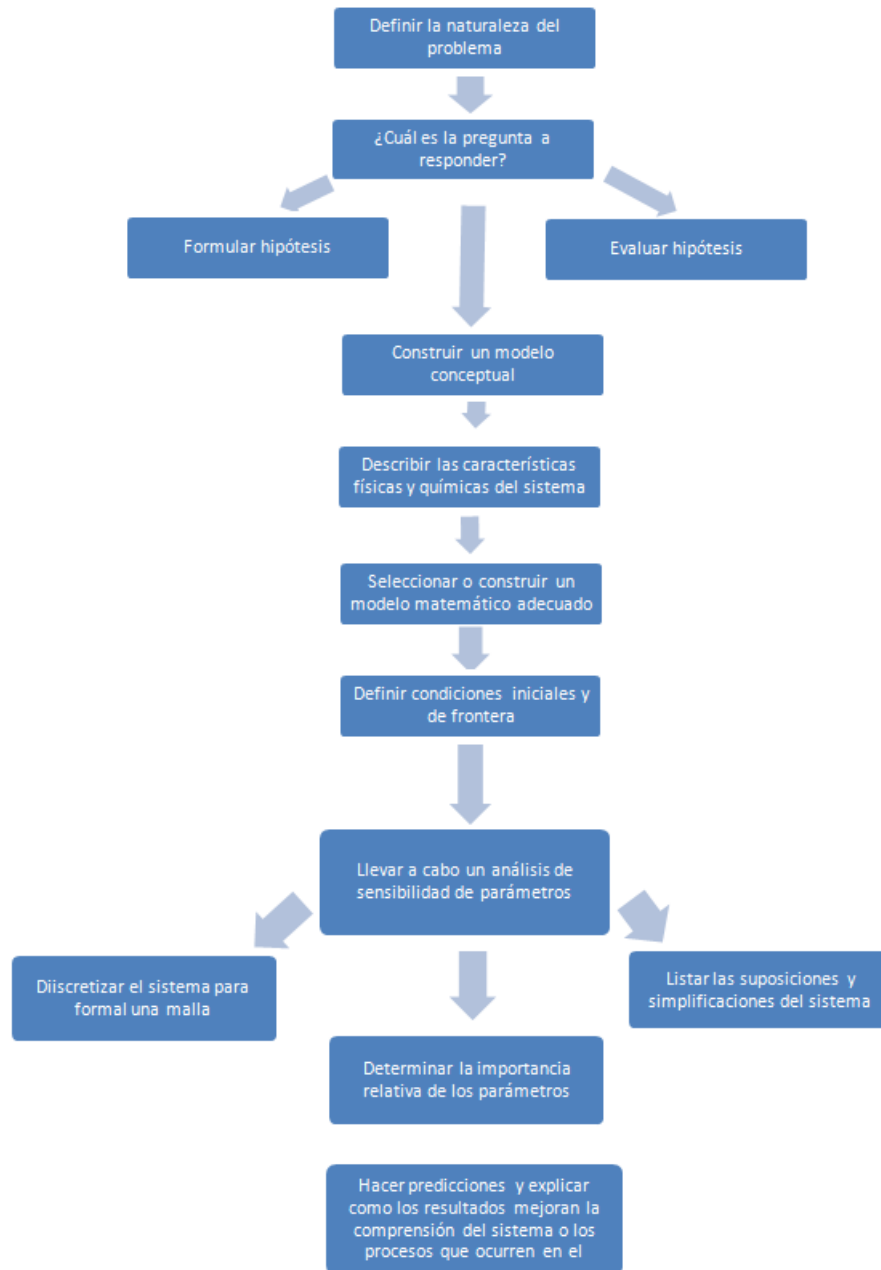 Definir la naturaleza del
problema
¿Cuál es la pregunta a
responder?
Formular hipótesis
Evaluar hipótesis
Construir un modelo
conceptual
Describir las características
físicas y químicas del sistema
Seleccionar o construir un
modelo matemático adecuado
Definir condiciones iniciales y
de frontera
Llevar a cabo un análisis de
sensibilidad de parámetros
Diiscretizar el sistema para
formal una malla
Listar las suposiciones y
simplificaciones del sistema
Determinar la importancia
relativa de los parámetros
Hacer predicciones y explicar
como los resultados mejoran la
comprensión del sistema o los
procesos que ocurren en el